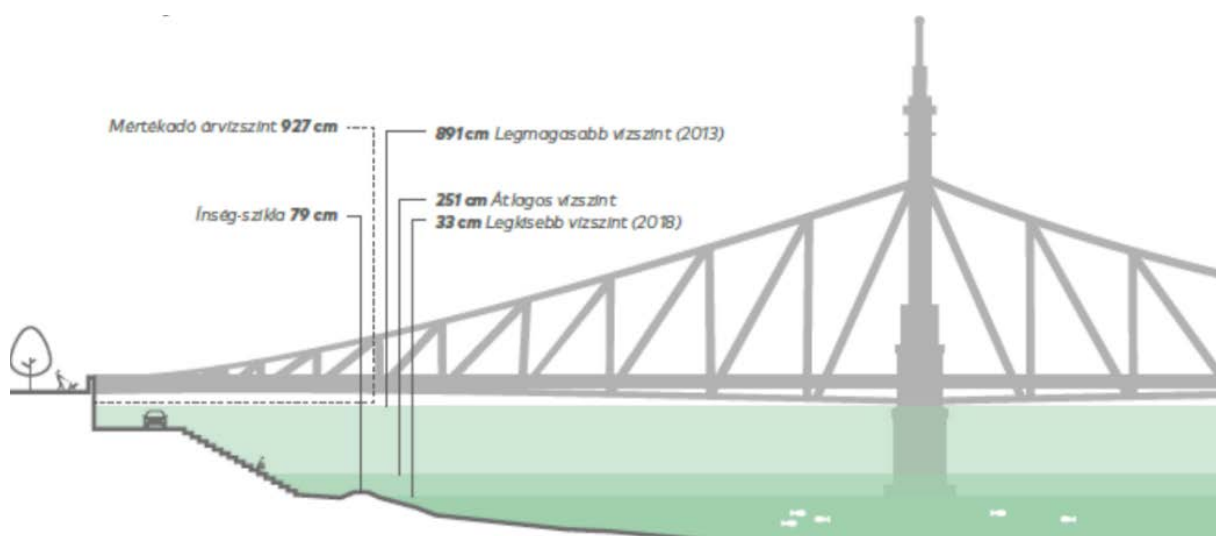 Mértékadó árvízszint 927 cm
891 cm Legmagasabb vízszint (2013)
251 cm Átlagos vízszint
Ínség-szikla 79 cm
33 cm Legkisebb vízszint (2018)